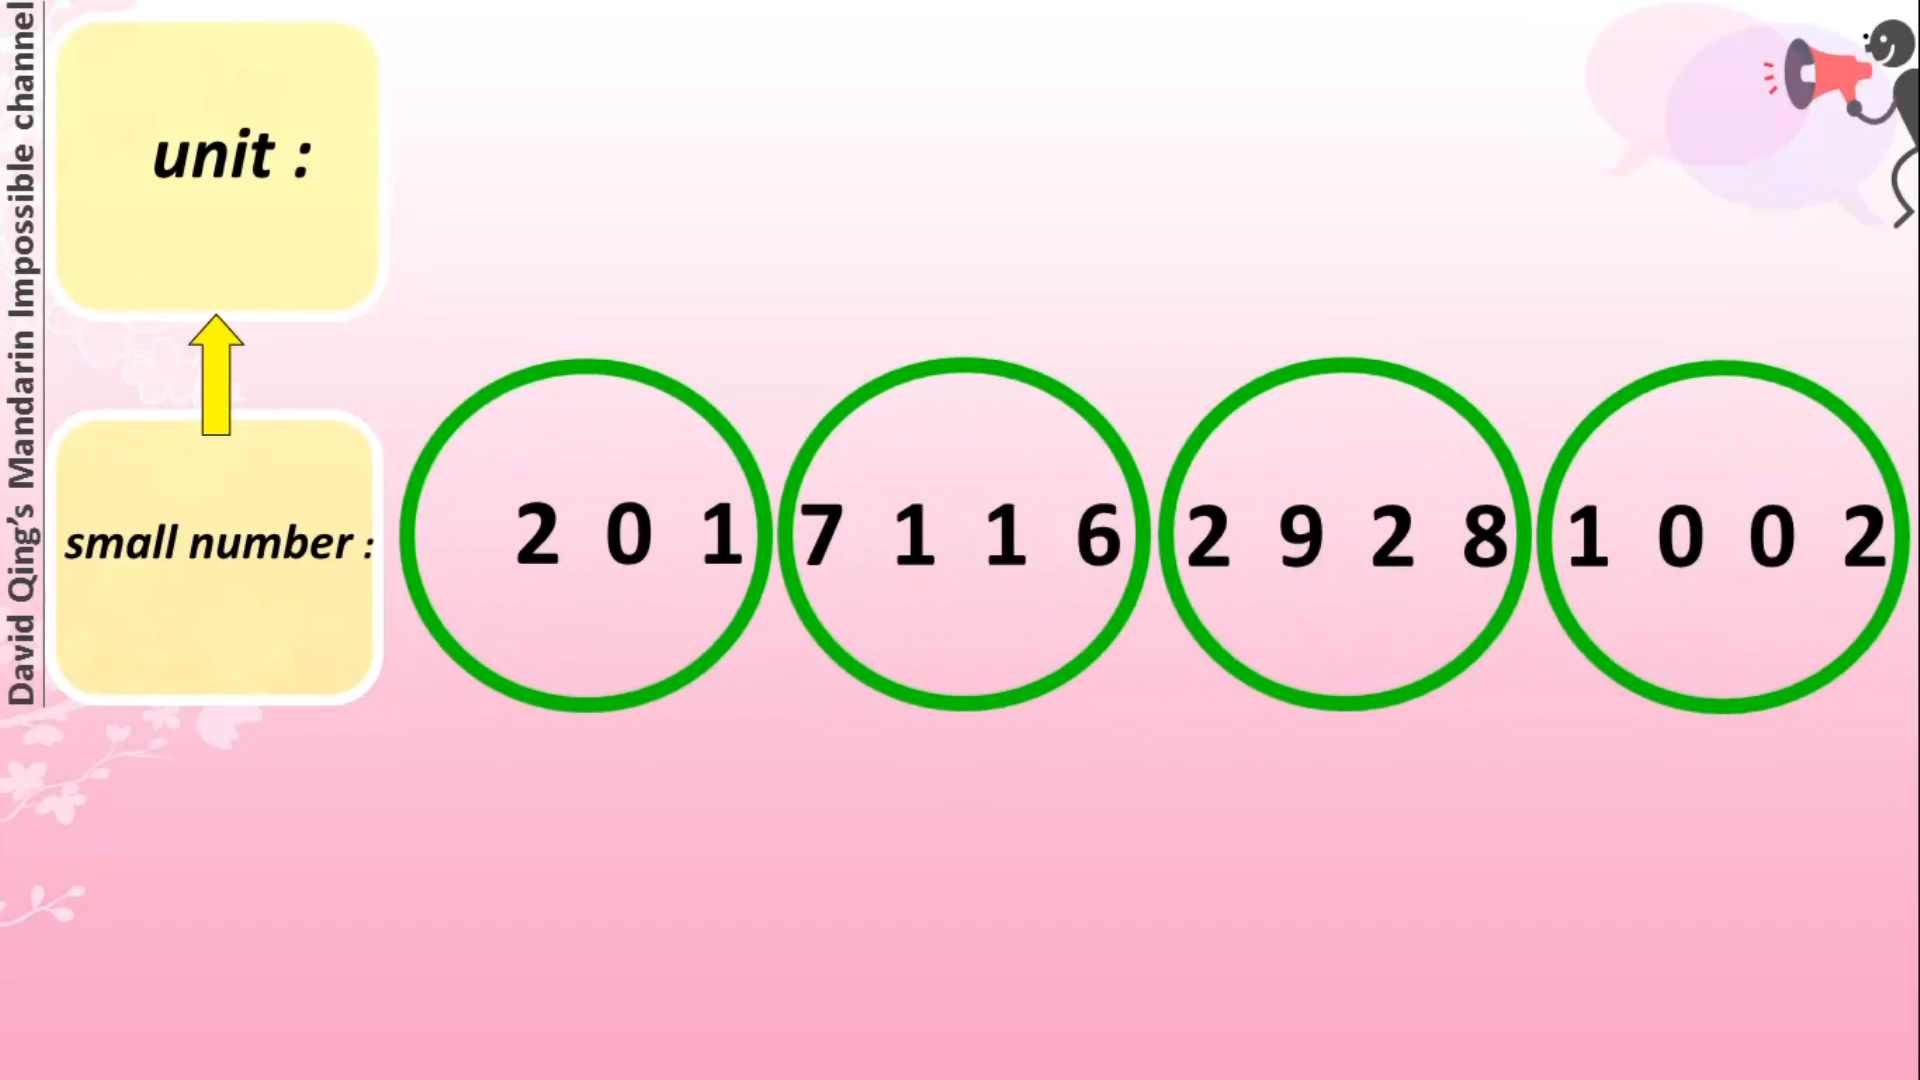 David Qing's Mandarin Impossible channel
unit :
small number :
2 0 1 7 1 1 6 2 9 2 8 1 0 0 2